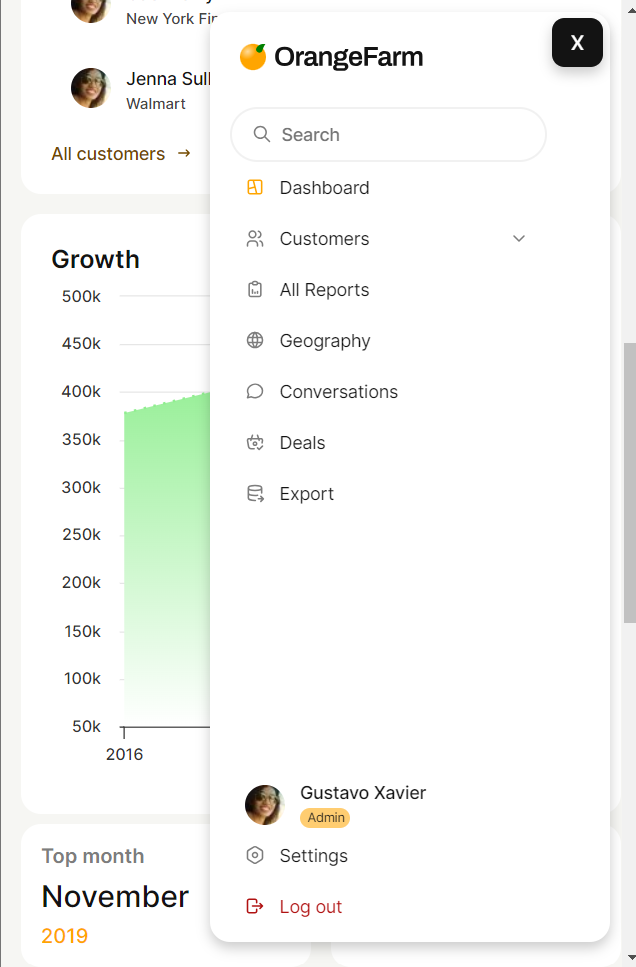 New York
Jenna
Walmart
All customers →
Growth
500k
450k
400k
350k
300k
250k
200k
150k
100k
50k
2016
Top month
November
2019
OrangeFarm
X
Search
Dashboard
Customers
All Reports
Geography
Conversations
Deals
Export
Gustavo Xavier
Admin
Settings
Log out